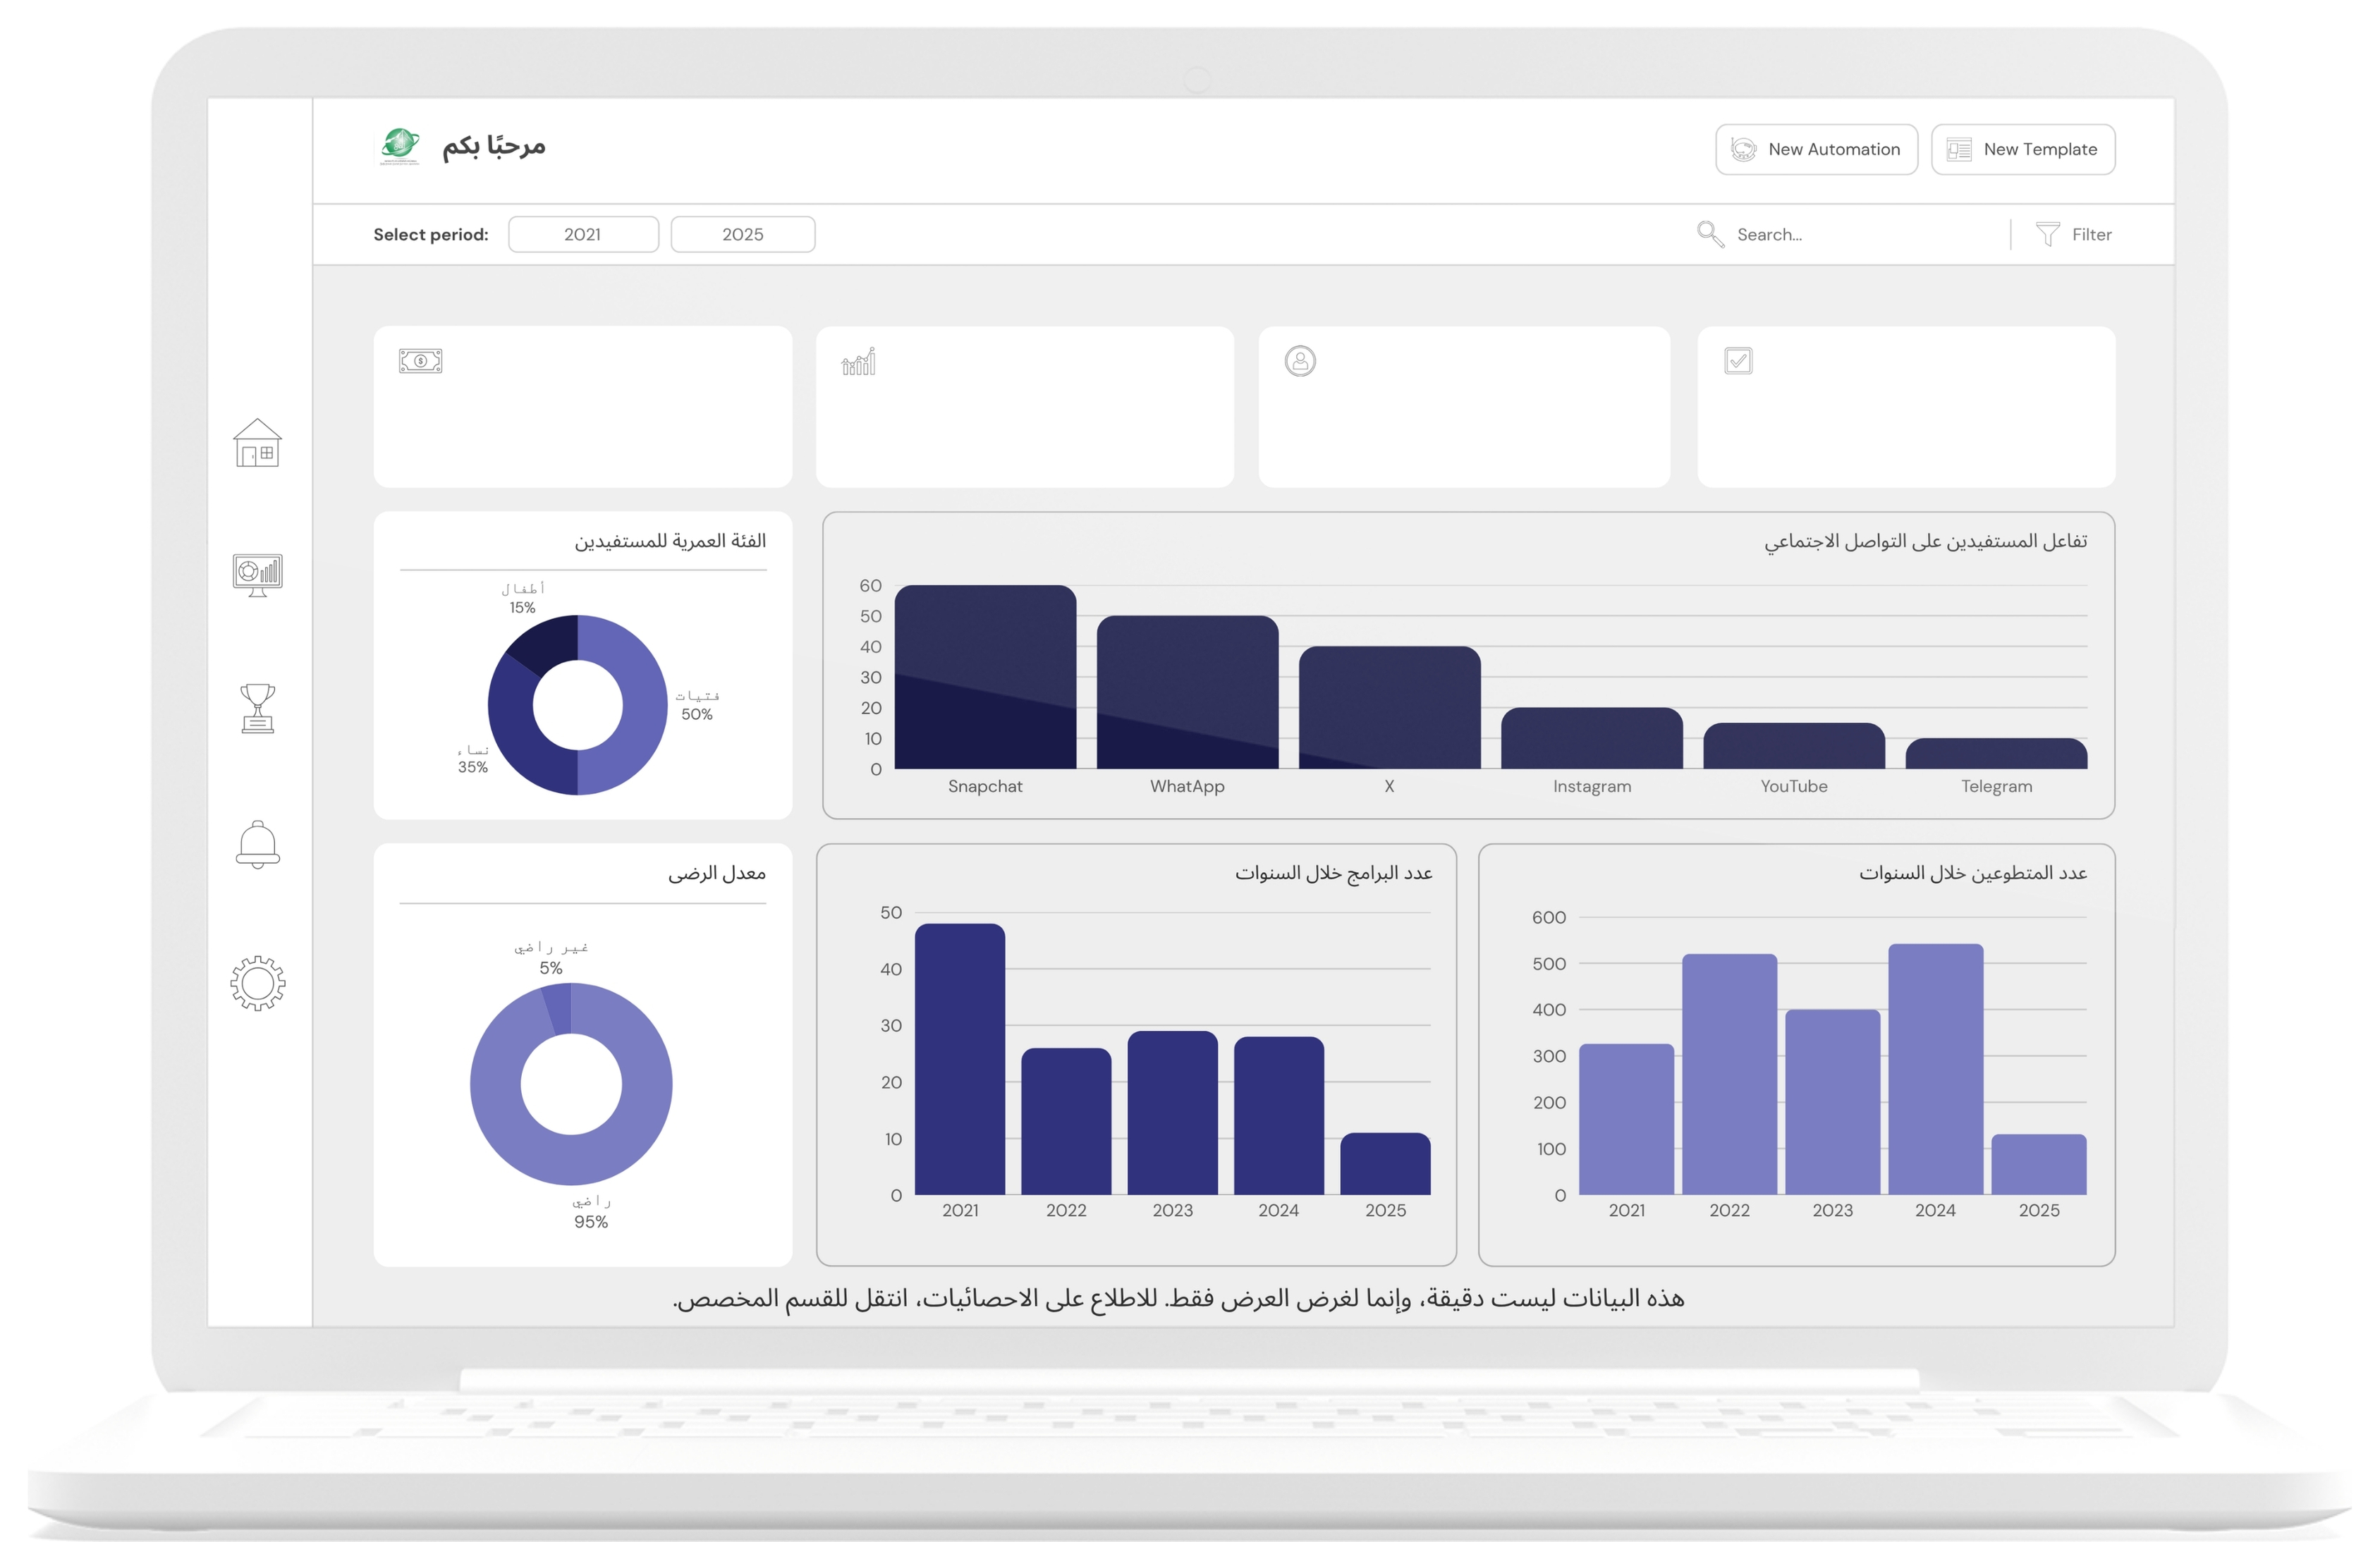 مرحبًا بكم
New Automation
New Template
Select period:
2021
2025
Search...
Filter
الفئة العمرية للمستفيدين
أطفال
15%
فتيات
50%
نساء
35%
تفاعل المستفيدين على التواصل الاجتماعي
60
50
40
30
20
10
0
Snapchat
WhatApp
X
Instagram
YouTube
Telegram
معدل الرضى
غير راضي
5%
راضي
95%
عدد البرامج خلال السنوات
50
40
30
20
10
0
2021
2022
2023
2024
2025
عدد المتطوعين خلال السنوات
600
500
400
300
200
100
0
2021
2022
2023
2024
2025
هذه البيانات ليست دقيقة، وإنما لغرض العرض فقط. للاطلاع على الاحصائيات، انتقل للقسم المخصص.